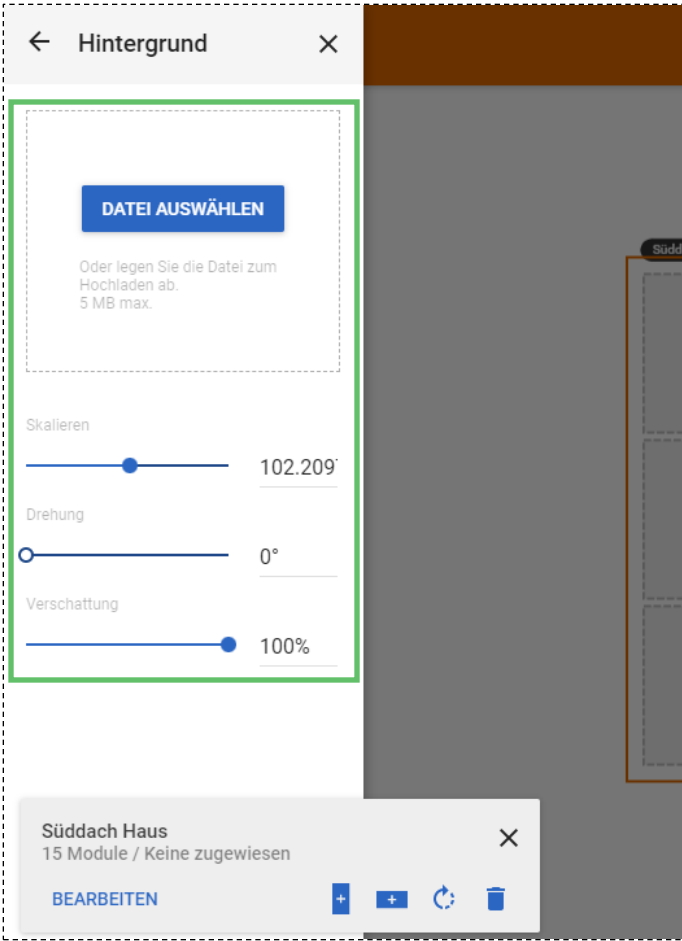 Hintergrund
DATEI AUSWÄHLEN
Oder legen Sie die Datei zum
Hochladen ab.
5 MB max.
Skalieren
102.209
Drehung
0°
Verschattung
100%
Südd
Süddach Haus
15 Module / Keine zugewiesen
BEARBEITEN